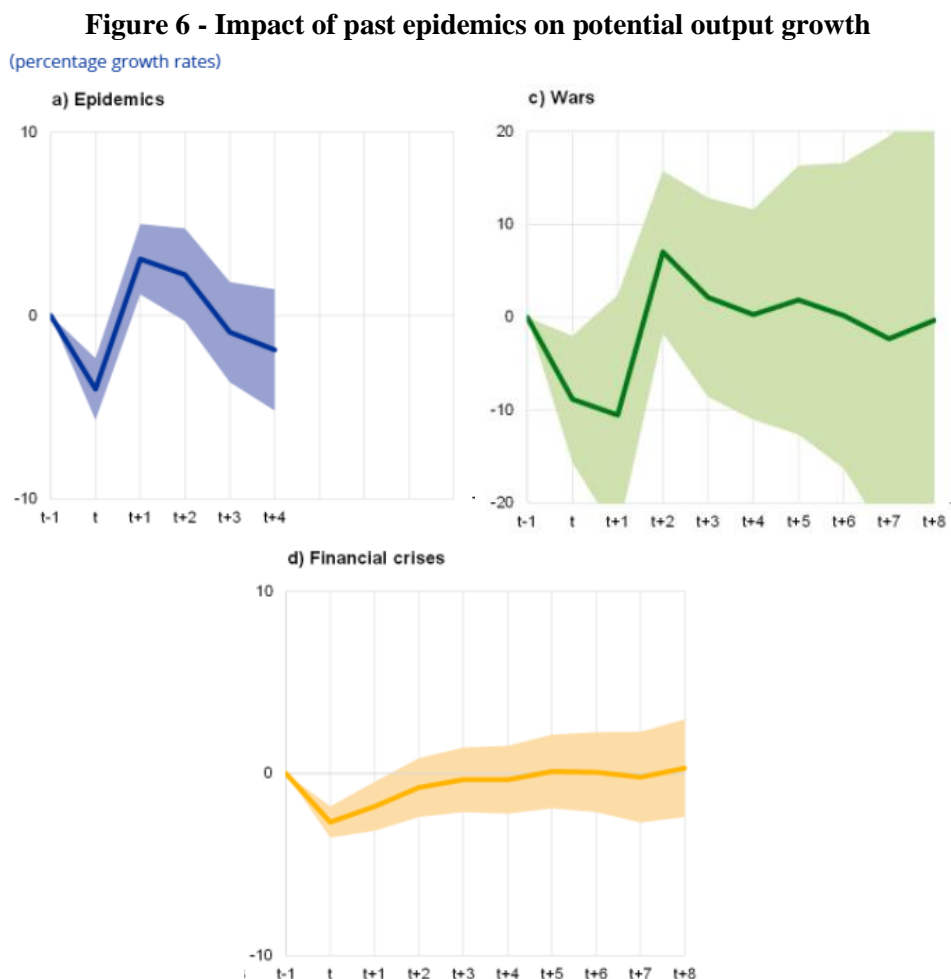 Figure 6 - Impact of past epidemics on potential output growth
(percentage growth rates)
a) Epidemics
10
0
-10
t-1 t t+1 t+2 t+3 t+4
c) Wars
20
10
0
-10
-20
t-1 t t+1 t+2 t+3 t+4 t+5 t+6 t+7 t+8
d) Financial crises
10
0
-10
t-1 t t+1 t+2 t+3 t+4 t+5 t+6 t+7 t+8